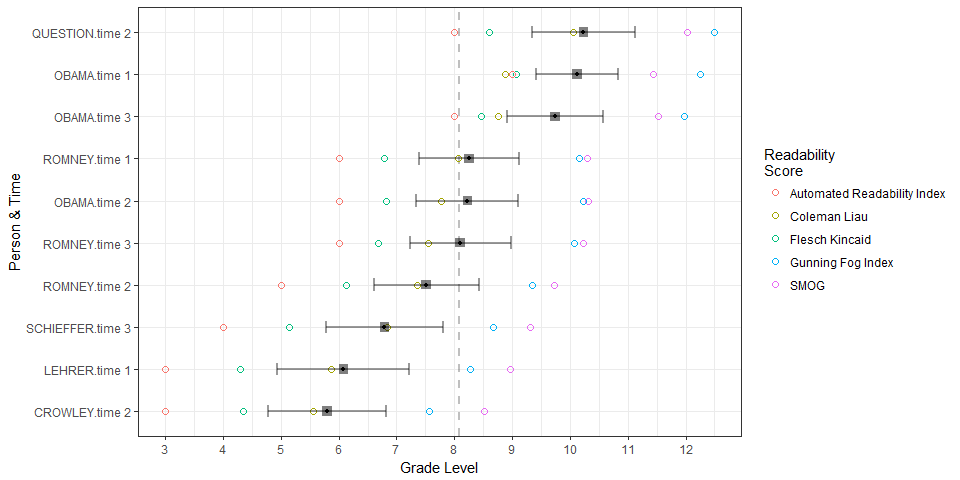 QUESTION.time 2
OBAMA.time 1
OBAMA.time 3
ROMNEY.time 1
OBAMA.time 2
ROMNEY.time 3
ROMNEY.time 2
SCHIEFFER.time 3
LEHRER.time 1
CROWLEY.time 2
Person & Time
3 4 5 6 7 8 9 10 11 12
Grade Level
Readability
Score
Automated Readability Index
Coleman Liau
Flesch Kincaid
Gunning Fog Index
SMOG